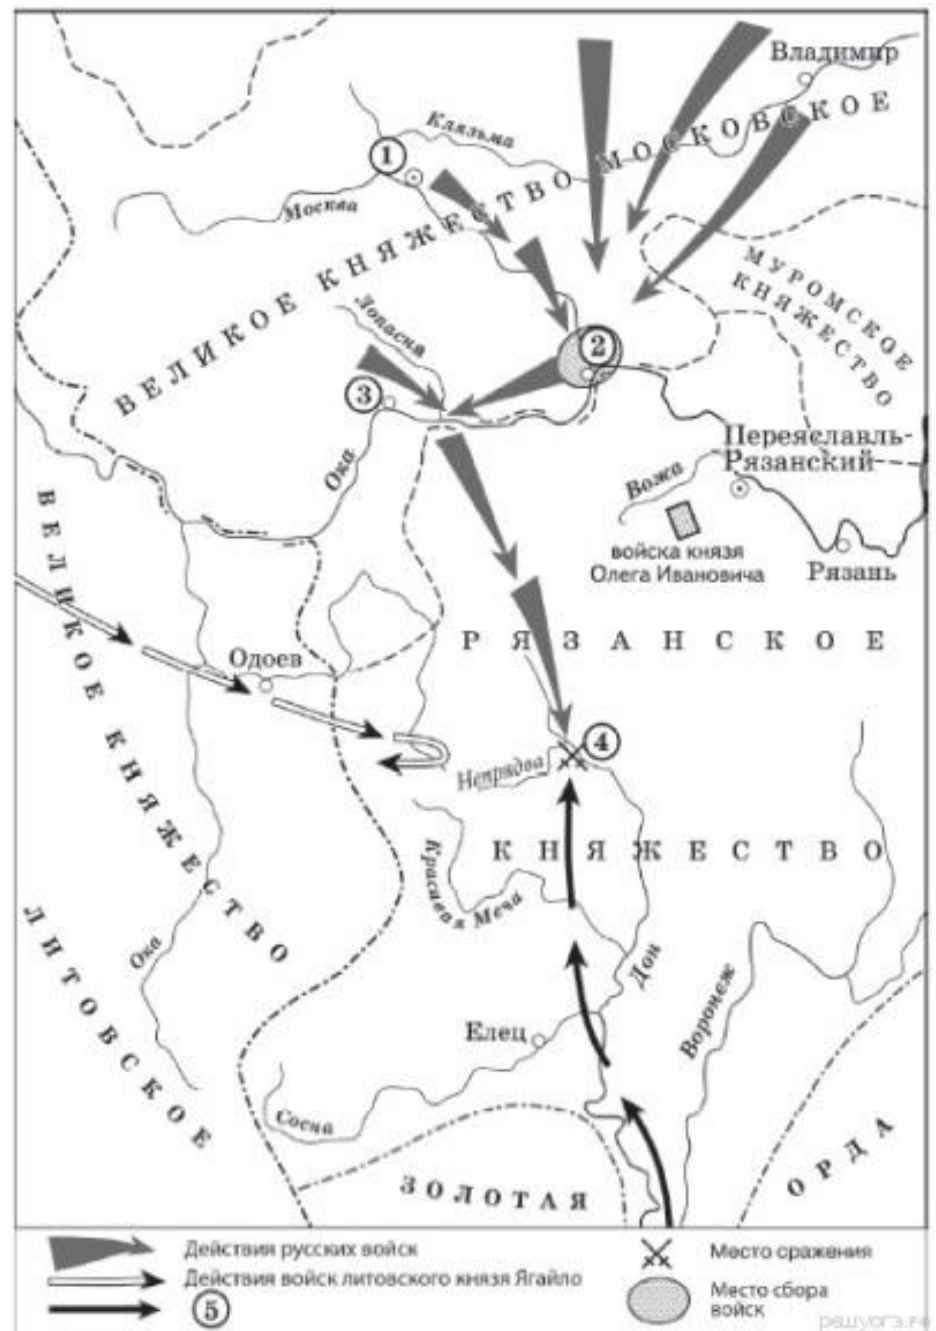 Владимир
Клязьма
1
Москва
ВЕЛИКОЕ КНЯЖЕСТВО МОСКОВСКОЕ
МУРОМСКОЕ
КНЯЖЕСТВО
Лопасня
2
3
Ока
Переяславль-
Рязанский
Вожа
войска князя
Олега Ивановича
Рязань
ВЕЛИКОЕ КНЯЖЕСТВО
ЛИТОВСКОЕ
Одоев
РЯЗАНСКОЕ
4
Непрядва
КНЯЖЕСТВО
Красивая Меча
Ока
Дон
Воронеж
Елец
Сосна
ЗОЛОТАЯ
ОРДА
Действия русских войск
Действия войск литовского князя Ягайло
5
Место сражения
Место сбора
войск
решуогэ.рф